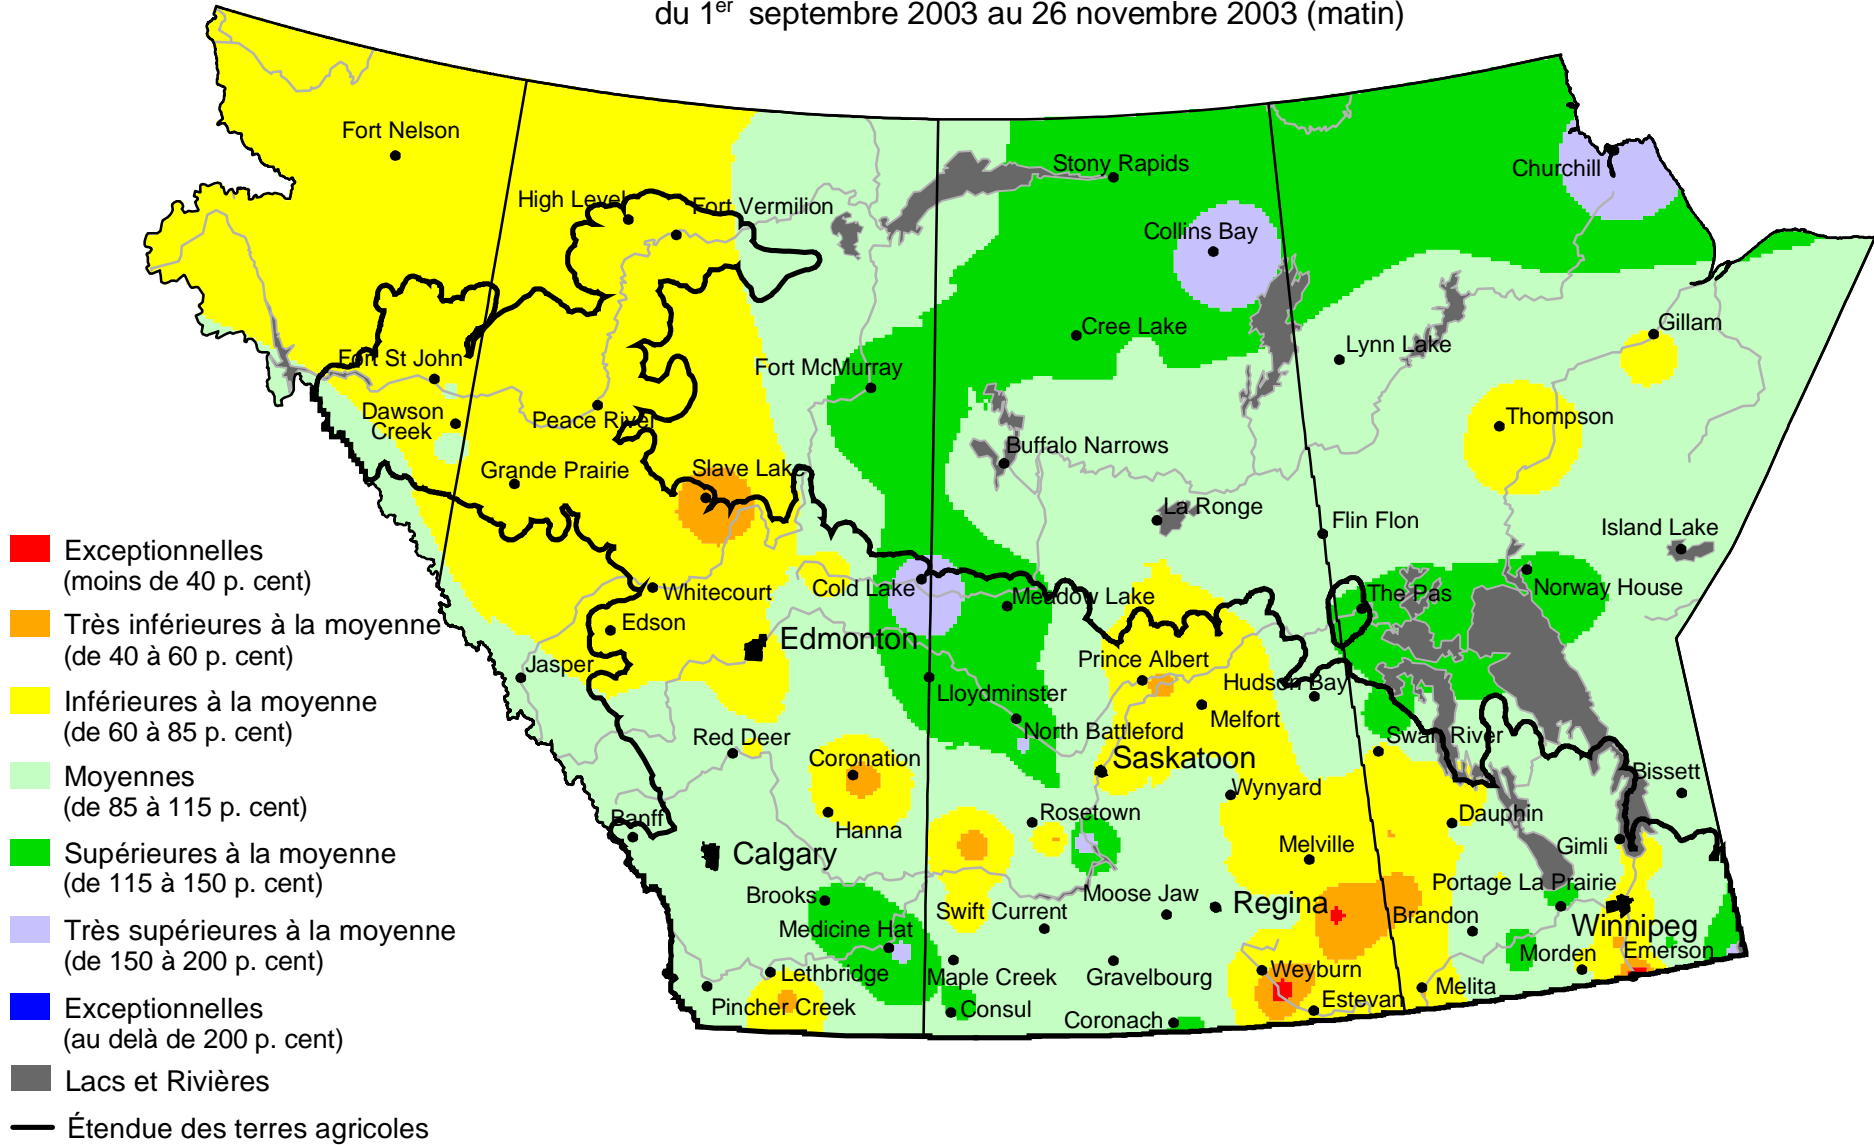 du 1er septembre 2003 au 26 novembre 2003 (matin)
Fort Nelson
High Level
Fort Vermilion
Stony Rapids
Churchill
Collins Bay
Cree Lake
Gillam
Lynn Lake
Fort St John
Fort McMurray
Dawson
Creek
Peace River
Thompson
Buffalo Narrows
Grande Prairie
Slave Lake
La Ronge
Flin Flon
Island Lake
Whitecourt
Cold Lake
Meadow Lake
The Pas
Norway House
Edson
Edmonton
Jasper
Prince Albert
Hudson Bay
Lloydminster
Melfort
North Battleford
Red Deer
Swan River
Coronation
Saskatoon
Bissett
Wynyard
Banff
Hanna
Rosetown
Dauphin
Calgary
Melville
Gimli
Brooks
Moose Jaw
Portage La Prairie
Swift Current
Regina
Brandon
Medicine Hat
Winnipeg
Morden
Emerson
Lethbridge
Maple Creek
Gravelbourg
Weyburn
Pincher Creek
Consul
Coronach
Estevan
Melita
Exceptionnelles
(moins de 40 p. cent)
Très inférieures à la moyenne
(de 40 à 60 p. cent)
Inférieures à la moyenne
(de 60 à 85 p. cent)
Moyennes
(de 85 à 115 p. cent)
Supérieures à la moyenne
(de 115 à 150 p. cent)
Très supérieures à la moyenne
(de 150 à 200 p. cent)
Exceptionnelles
(au delà de 200 p. cent)
Lacs et Rivières
Étendue des terres agricoles